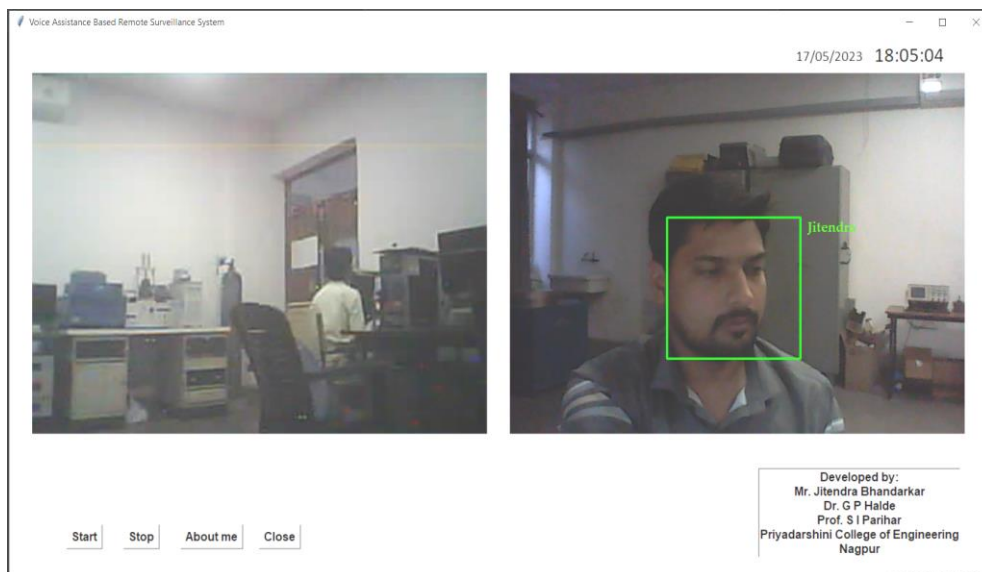 Voice Assistance Based Remote Surveillance System
17/05/2023 18:05:04
Jitendra
Start Stop About me Close
Developed by:
Mr. Jitendra Bhandarkar
Dr. G P Halde
Prof. S I Parihar
Priyadarshini College of Engineering
Nagpur